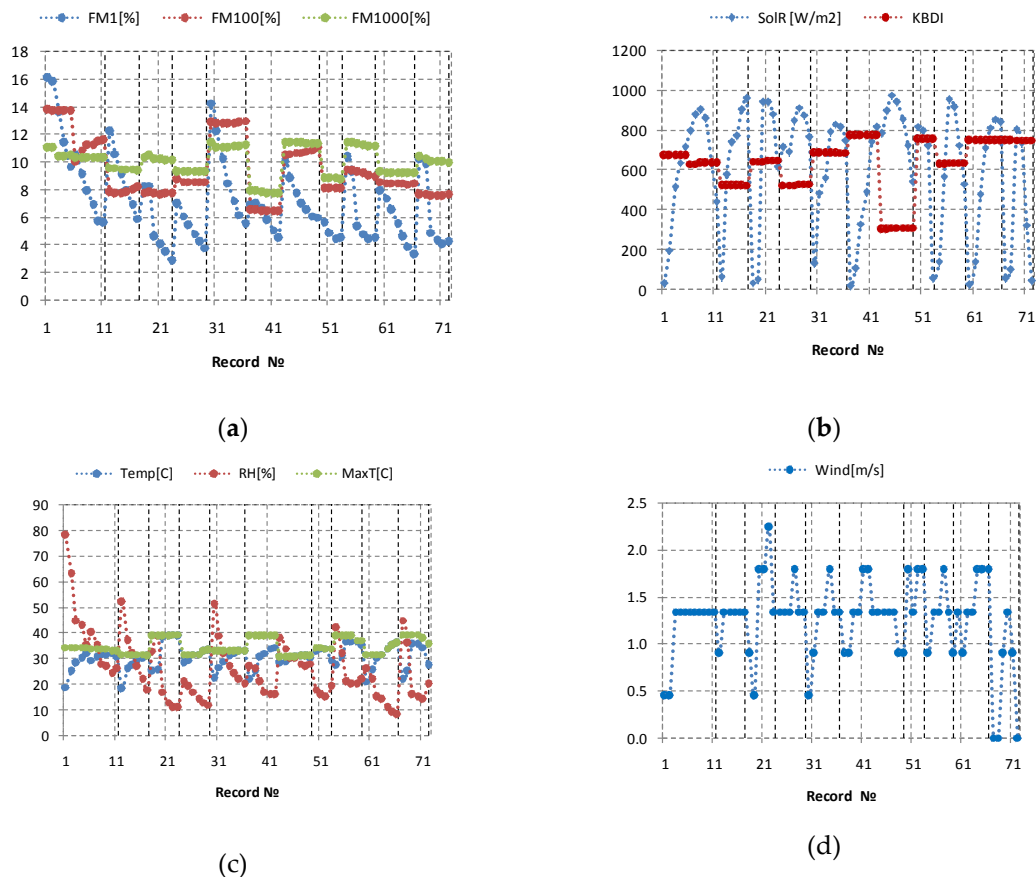 FM1[%] FM100[%] FM1000[%]
18
16
14
12
10
8
6
4
2
0
1 11 21 31 41 51 61 71
Record №
(a)
SolR [W/m2] KBDI
1200
1000
800
600
400
200
0
1 11 21 31 41 51 61 71
Record №
(b)
Temp[C] RH[%] MaxT[C]
90
80
70
60
50
40
30
20
10
0
1 11 21 31 41 51 61 71
Record №
(c)
Wind[m/s]
2.5
2.0
1.5
1.0
0.5
0.0
1 11 21 31 41 51 61 71
Record №
(d)